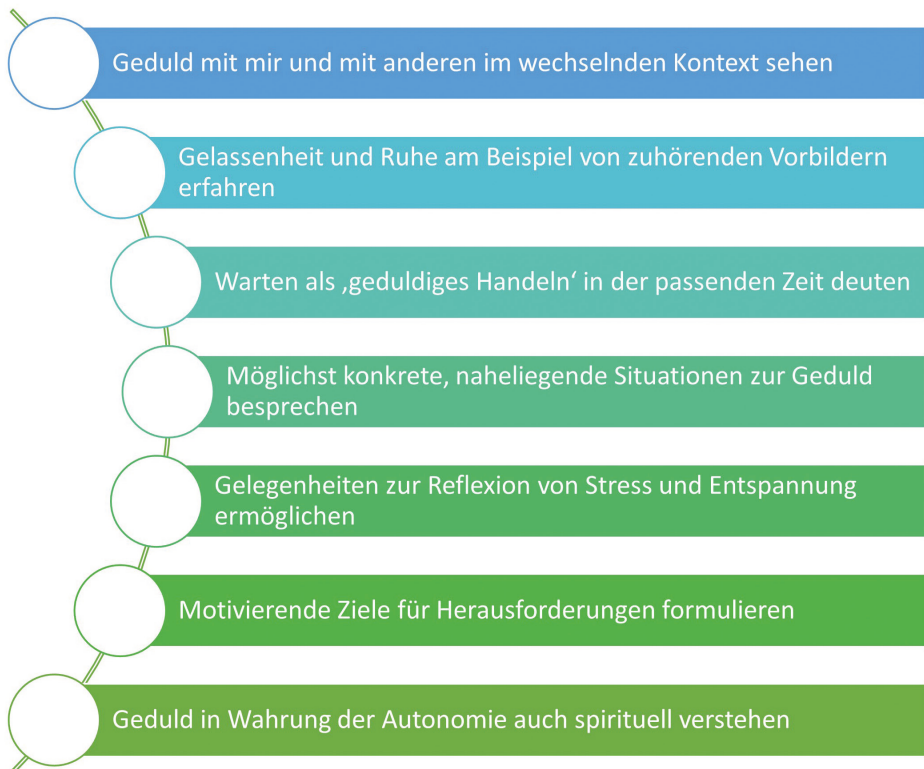 Geduld mit mir und mit anderen im wechselnden Kontext sehen
Gelassenheit und Ruhe am Beispiel von zuhörenden Vorbildern
erfahren
Warten als ‚geduldiges Handeln‘ in der passenden Zeit deuten
Möglichst konkrete, naheliegende Situationen zur Geduld
besprechen
Gelegenheiten zur Reflexion von Stress und Entspannung
ermöglichen
Motivierende Ziele für Herausforderungen formulieren
Geduld in Wahrung der Autonomie auch spirituell verstehen